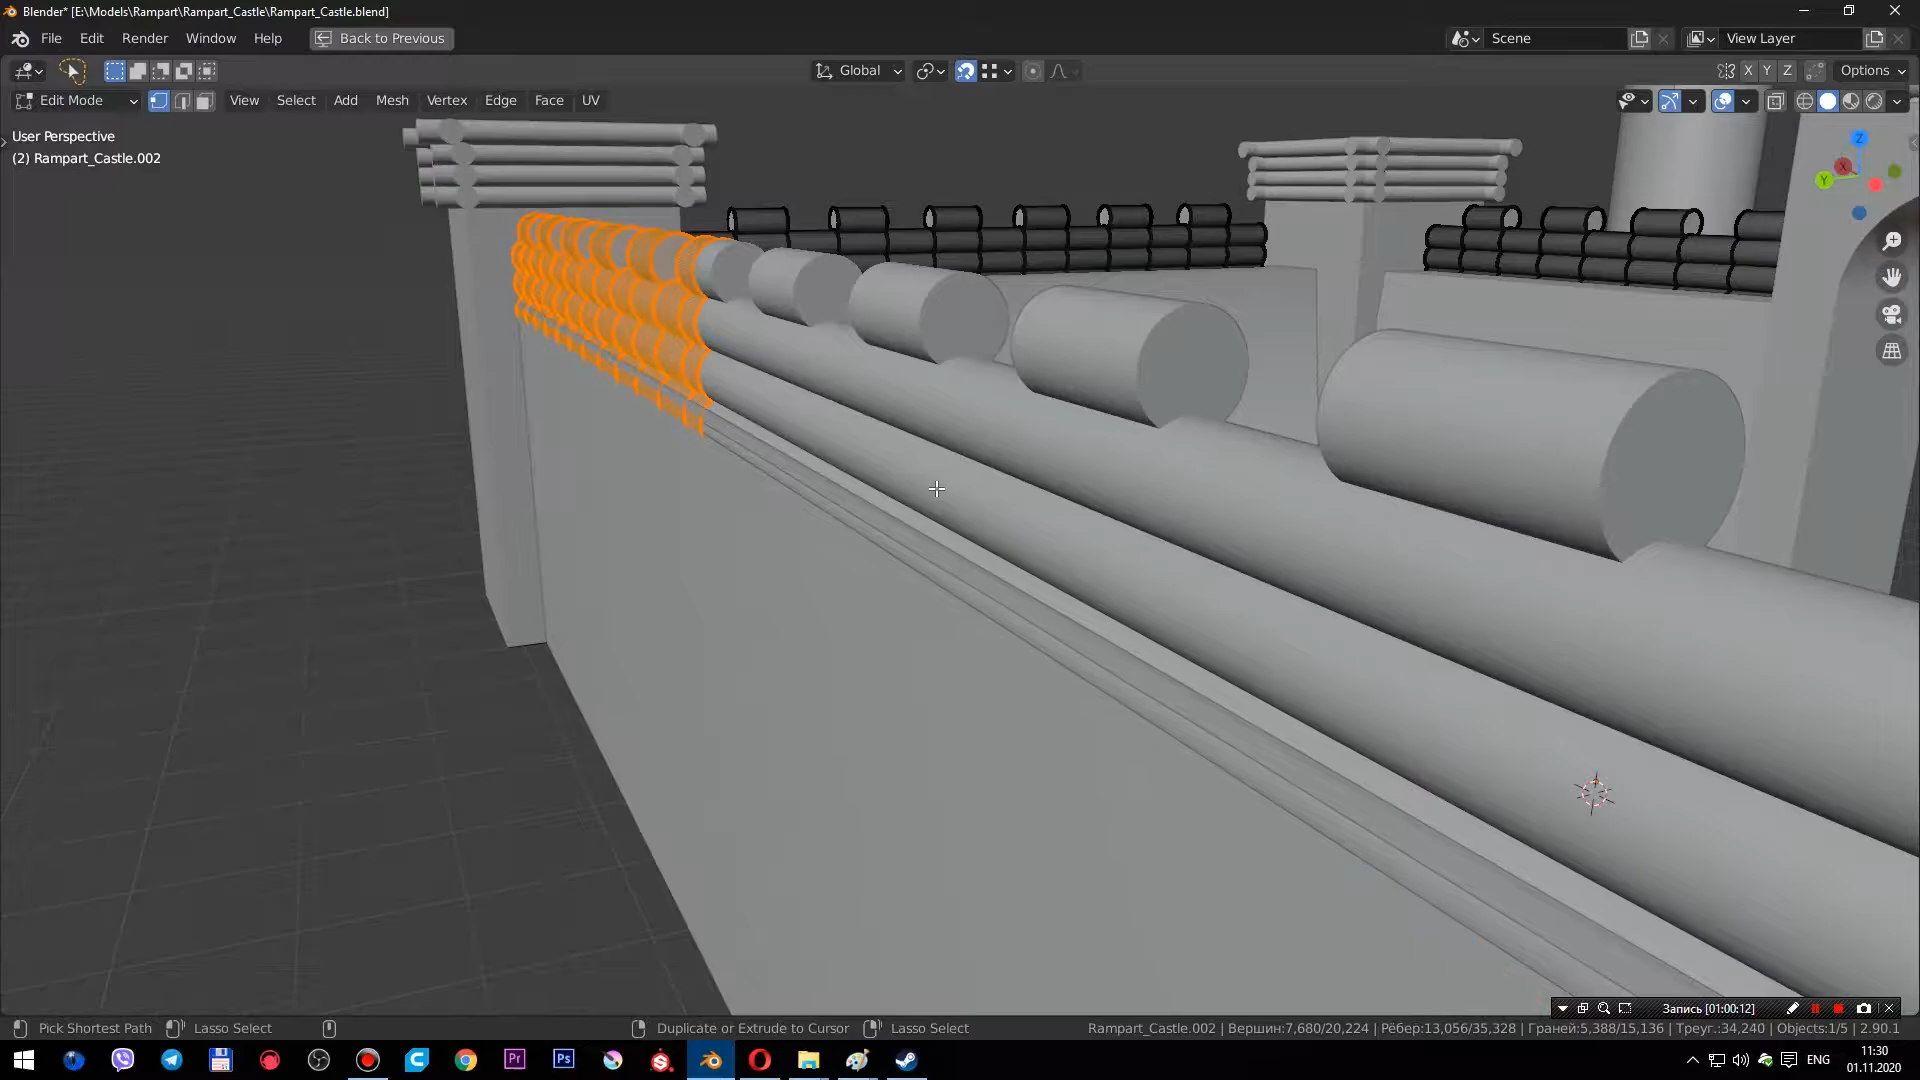 Blender* [E:\Models\Rampart\Rampart_Castle\Rampart_Castle.blend]
File Edit Render Window Help Back to Previous Scene View Layer
Global X Y Z Options
Edit Mode View Select Add Mesh Vertex Edge Face UV
User Perspective
(2) Rampart_Castle.002
Z
X
Y
Запись [01:00:12]
Pick Shortest Path Lasso Select Duplicate or Extrude to Cursor Lasso Select Rampart_Castle.002 | Вершин:7,680/20,224 | Рёбер:13,056/35,328 | Граней:5,388/15,136 | Треуг.:34,240 | Objects:1/5 | 2.90.1
Pr Ps ENG 11:30
01.11.2020